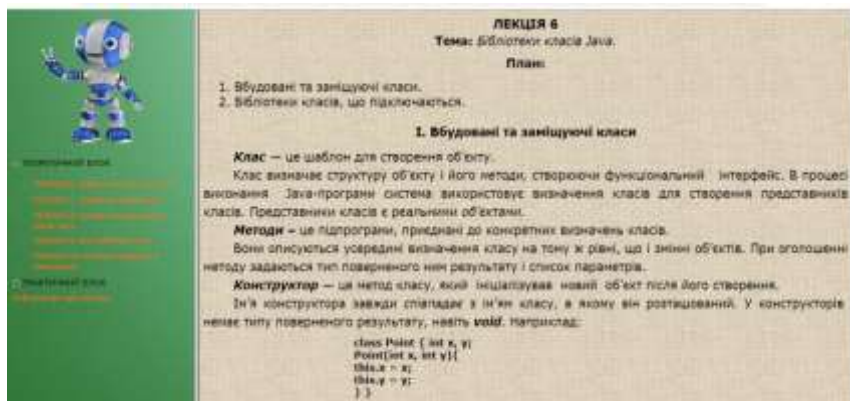 ЛЕКЦІЯ 6
Тема: Бібліотеки класів Java.
План:
1. Вбудовані та заміщуючі класи.
2. Бібліотеки класів, що підключаються.
I. Вбудовані та заміщуючі класи
Клас — це шаблон для створення об'єкту.
Клас визначає структуру об'єкту і його методи, створюючи функціональний інтерфейс. В процесі
виконання Java-програми система використовує визначення класів для створення представників
класів. Представники класів є реальними об'єктами.
Методи – це підпрограми, приєднані до конкретних визначень класів.
Вони описуються усередині визначення класу на тому ж рівні, що і змінні об'єктів. При оголошенні
методу задаються тип поверненого ним результату і список параметрів.
Конструктор — це метод класу, який ініціалізував новий об'єкт після його створення.
Ім'я конструктора завжди співпадає з ім'ям класу, в якому він розташований. У конструкторів
немає типу поверненого результату, навіть void. Наприклад:
class Point { int x, y;
Point(int x, int y){
this.x = x;
this.y = y;
} }